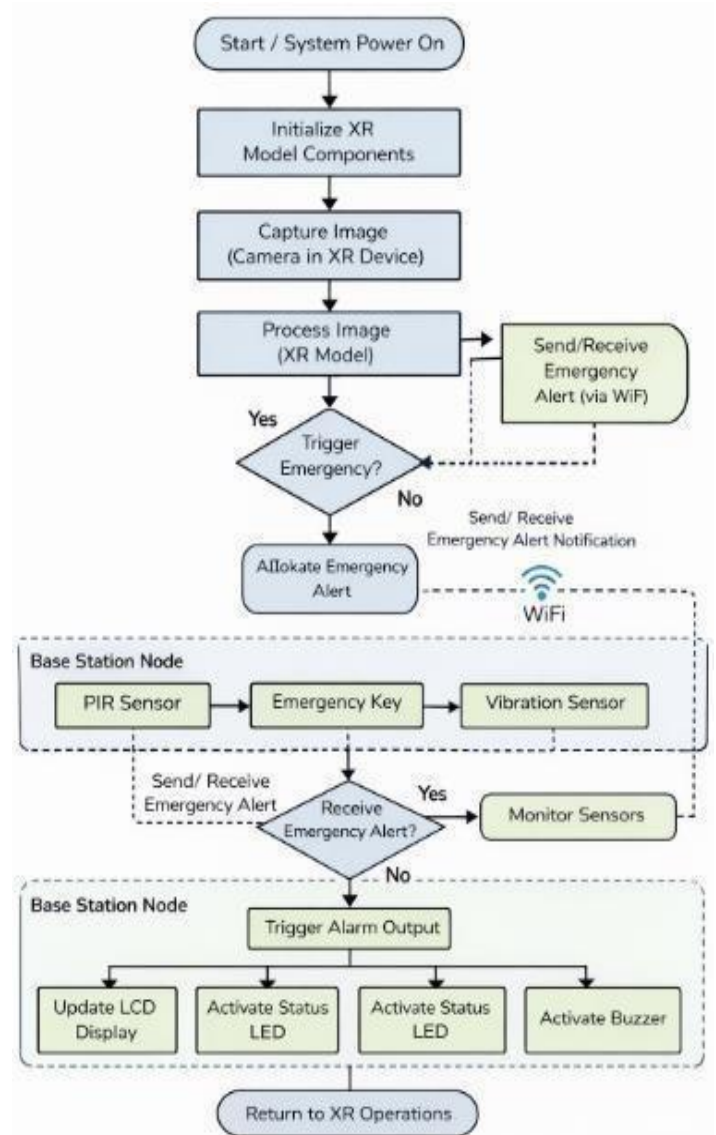 Start / System Power On
Initialize XR
Model Components
Capture Image
(Camera in XR Device)
Process Image
(XR Model)
Send/Receive
Emergency
Alert (via WiF)
Yes
Trigger
Emergency?
No
Send/ Receive
Emergency Alert Notification
AIIokate Emergency
Alert
WiFi
Base Station Node
PIR Sensor
Emergency Key
Vibration Sensor
Send/ Receive
Emergency Alert
Receive
Emergency Alert?
Yes
Monitor Sensors
No
Base Station Node
Trigger Alarm Output
Update LCD
Display
Activate Status
LED
Activate Status
LED
Activate Buzzer
Return to XR Operations